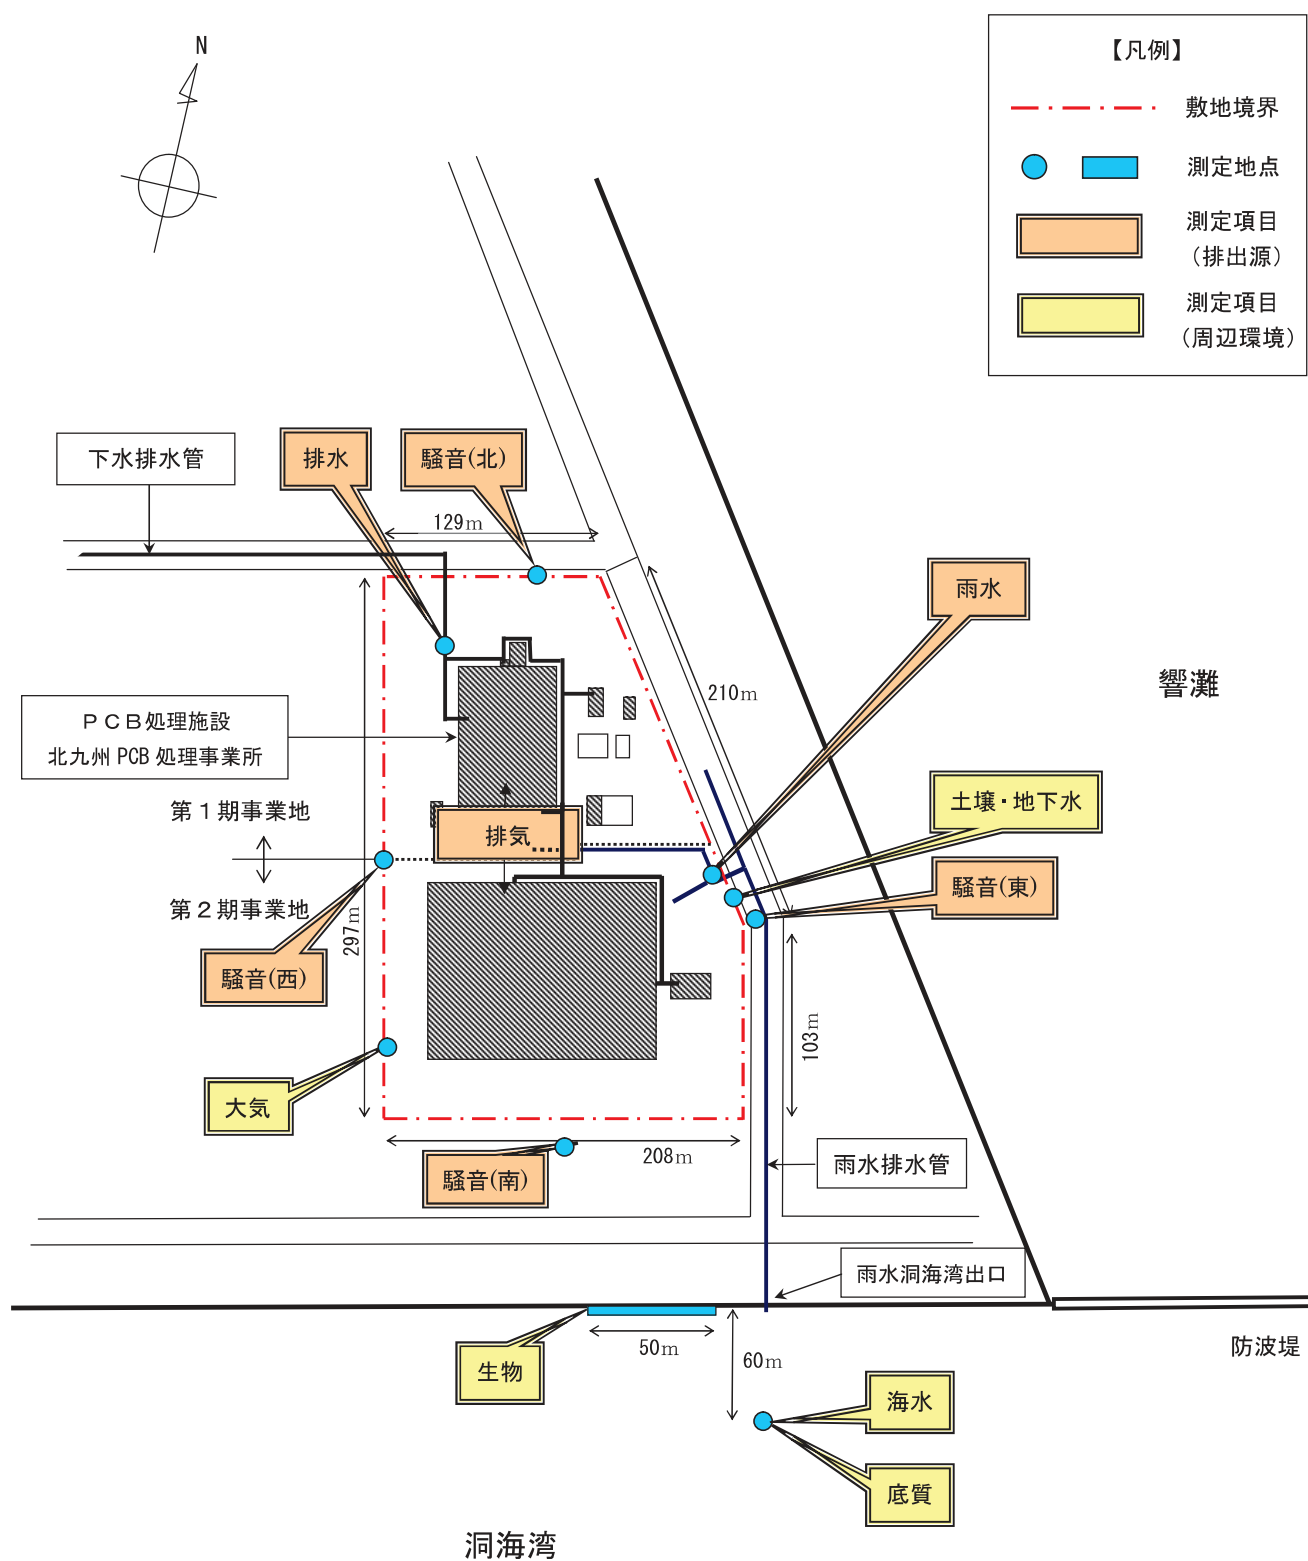 N
【凡例】
敷地境界
測定地点
測定項目
（排出源）
測定項目
（周辺環境）
下水排水管
排水
騒音(北)
129m
雨水
響灘
210m
ＰＣＢ処理施設
北九州 PCB 処理事業所
第１期事業地
土壌・地下水
排気
騒音(東)
第２期事業地
297m
騒音(西)
103m
大気
208m
騒音(南)
雨水排水管
雨水洞海湾出口
50m
60m
防波堤
生物
海水
底質
洞海湾